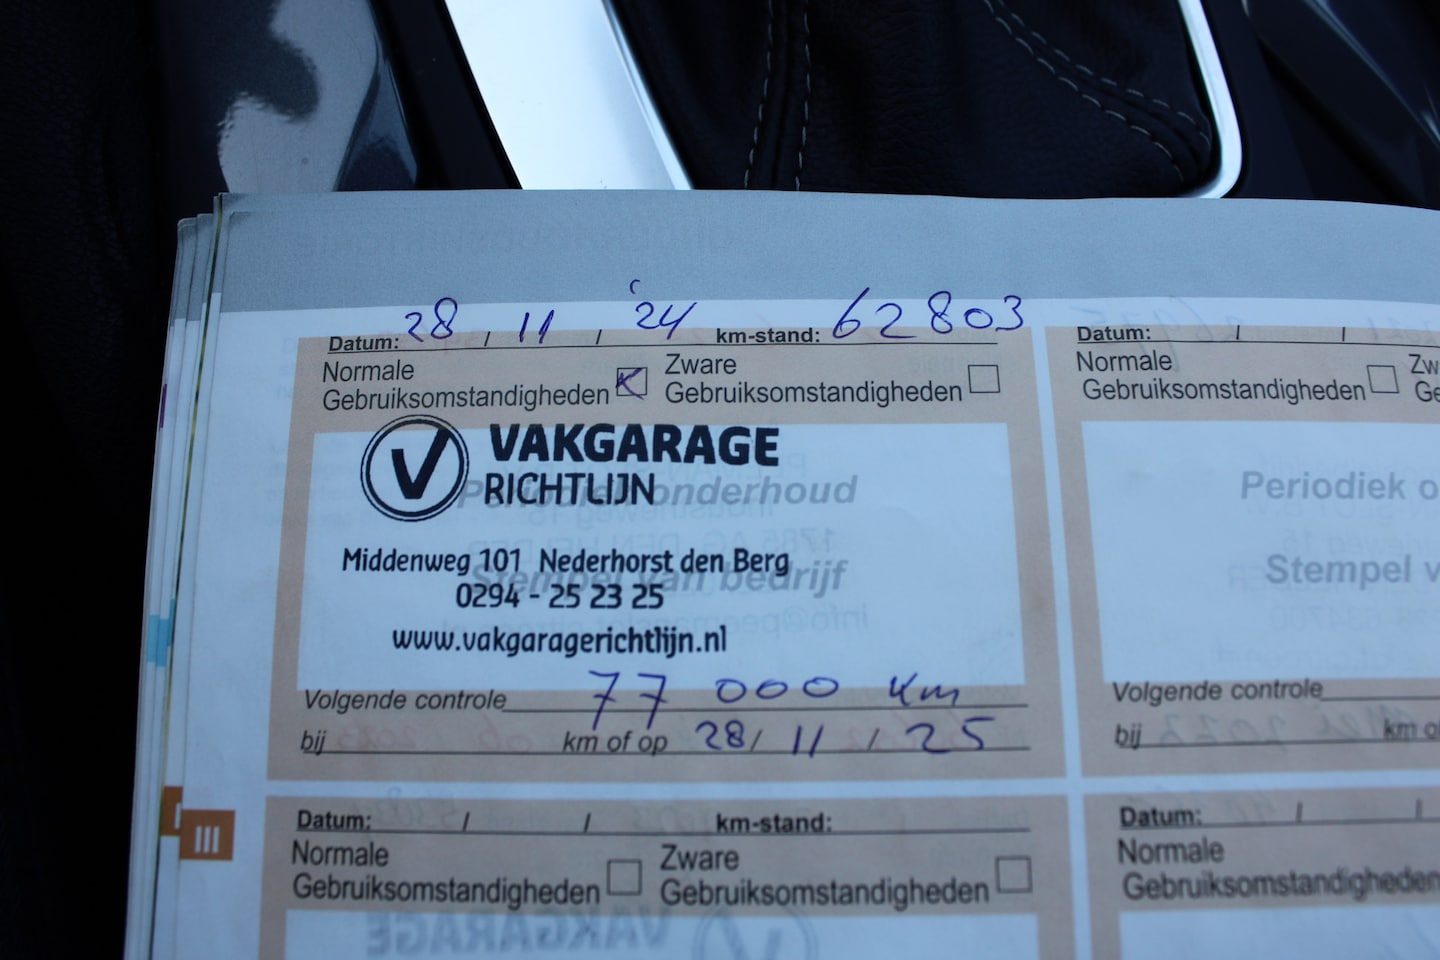 Datum: 28 / 11 / '24 km-stand: 62803
Normale Gebruiksomstandigheden Zware Gebruiksomstandigheden
VAKGARAGE
RICHTLIJN
Periodiek onderhoud
Middenweg 101 Nederhorst den Berg
Stempel van bedrijf
0294 - 25 23 25
www.vakgaragerichtlijn.nl
Volgende controle 77 000 km
bij km of op 28/ 11 / 25
Datum: / /
Normale Gebruiksomstandigheden
Periodiek
Stempel
Volgende controle
bij km
III
Datum: / / km-stand:
Normale Gebruiksomstandigheden Zware Gebruiksomstandigheden
Datum: / /
Normale
Gebruiksomstandigheden